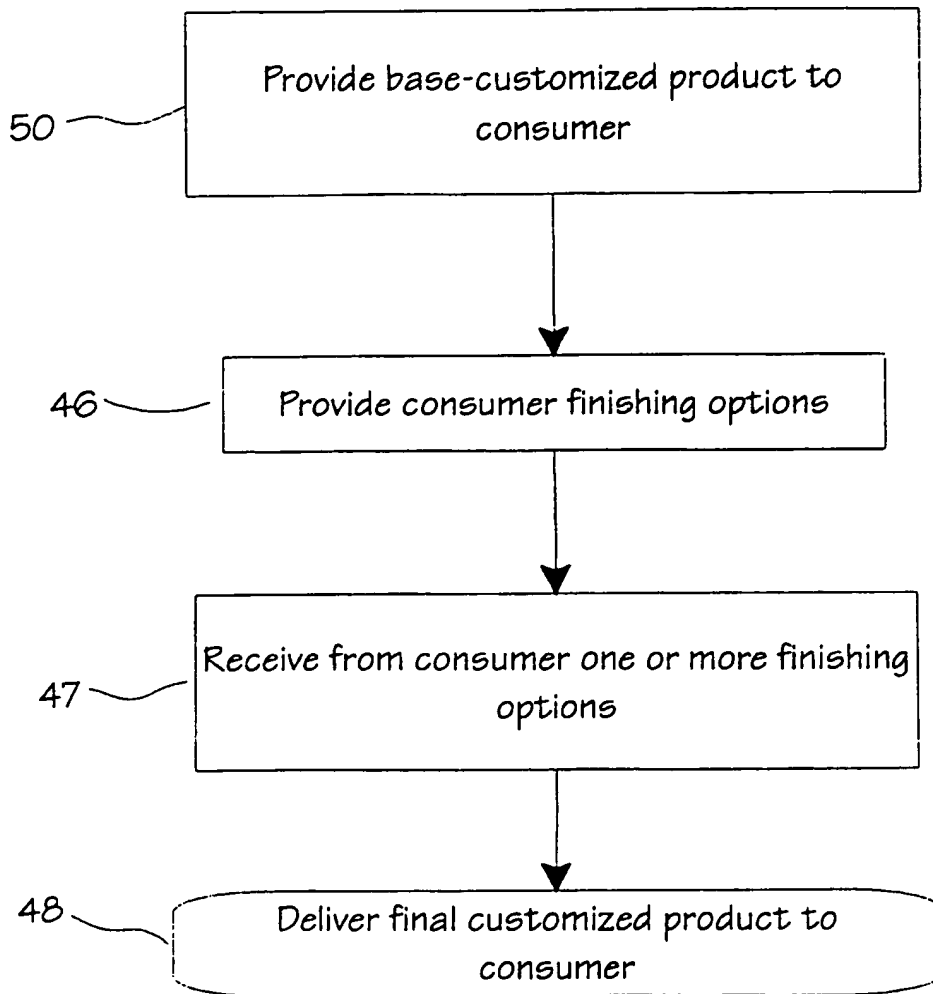 Provide base-customized product to
consumer
50
Provide consumer finishing options
46
Receive from consumer one or more finishing
options
47
Deliver final customized product to
consumer
48